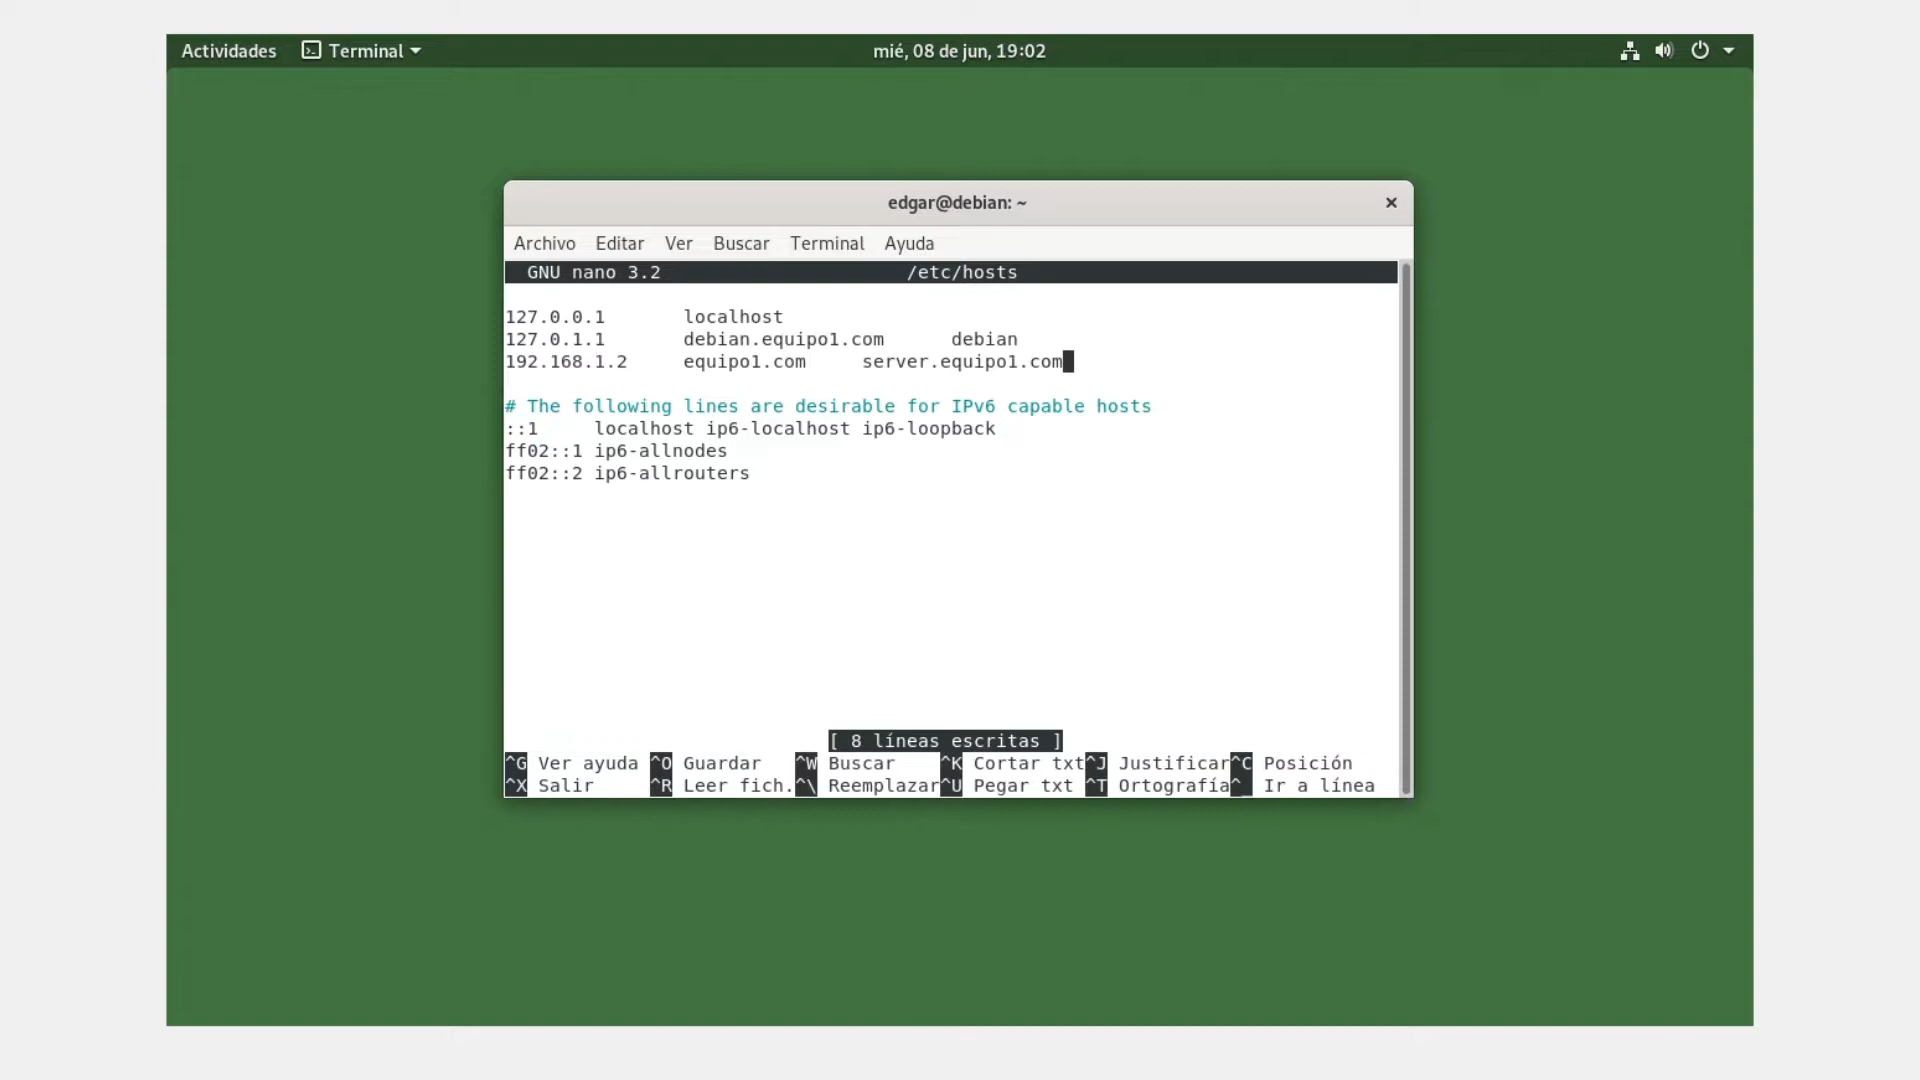 Actividades Terminal mié, 08 de jun, 19:02
edgar@debian: ~ ×
Archivo Editar Ver Buscar Terminal Ayuda
GNU nano 3.2 /etc/hosts
127.0.0.1 localhost
127.0.1.1 debian.equipo1.com debian
192.168.1.2 equipo1.com server.equipo1.com
# The following lines are desirable for IPv6 capable hosts
::1 localhost ip6-localhost ip6-loopback
ff02::1 ip6-allnodes
ff02::2 ip6-allrouters
[ 8 líneas escritas ]
^G Ver ayuda ^O Guardar ^W Buscar ^K Cortar txt ^J Justificar ^C Posición
^X Salir ^R Leer fich. ^\ Reemplazar ^U Pegar txt ^T Ortografía ^_ Ir a línea